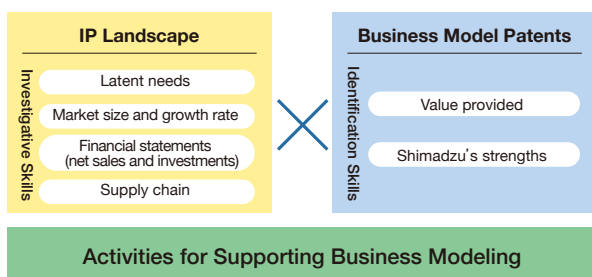 IP Landscape
Investigative Skills
Latent needs
Market size and growth rate
Financial statements
(net sales and investments)
Supply chain
Business Model Patents
Identification Skills
Value provided
Shimadzu's strengths
Activities for Supporting Business Modeling